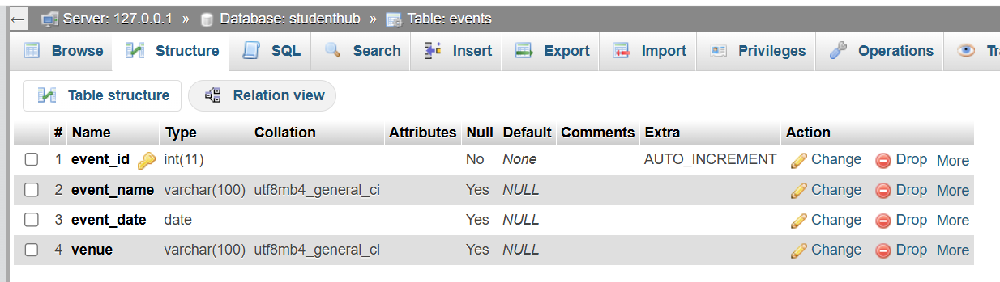 ← Server: 127.0.0.1 » Database: studenthub » Table: events
Browse Structure SQL Search Insert Export Import Privileges Operations Tr
Table structure Relation view
# Name Type Collation Attributes Null Default Comments Extra Action
1 event_id int(11) No None AUTO_INCREMENT Change Drop More
2 event_name varchar(100) utf8mb4_general_ci Yes NULL Change Drop More
3 event_date date Yes NULL Change Drop More
4 venue varchar(100) utf8mb4_general_ci Yes NULL Change Drop More